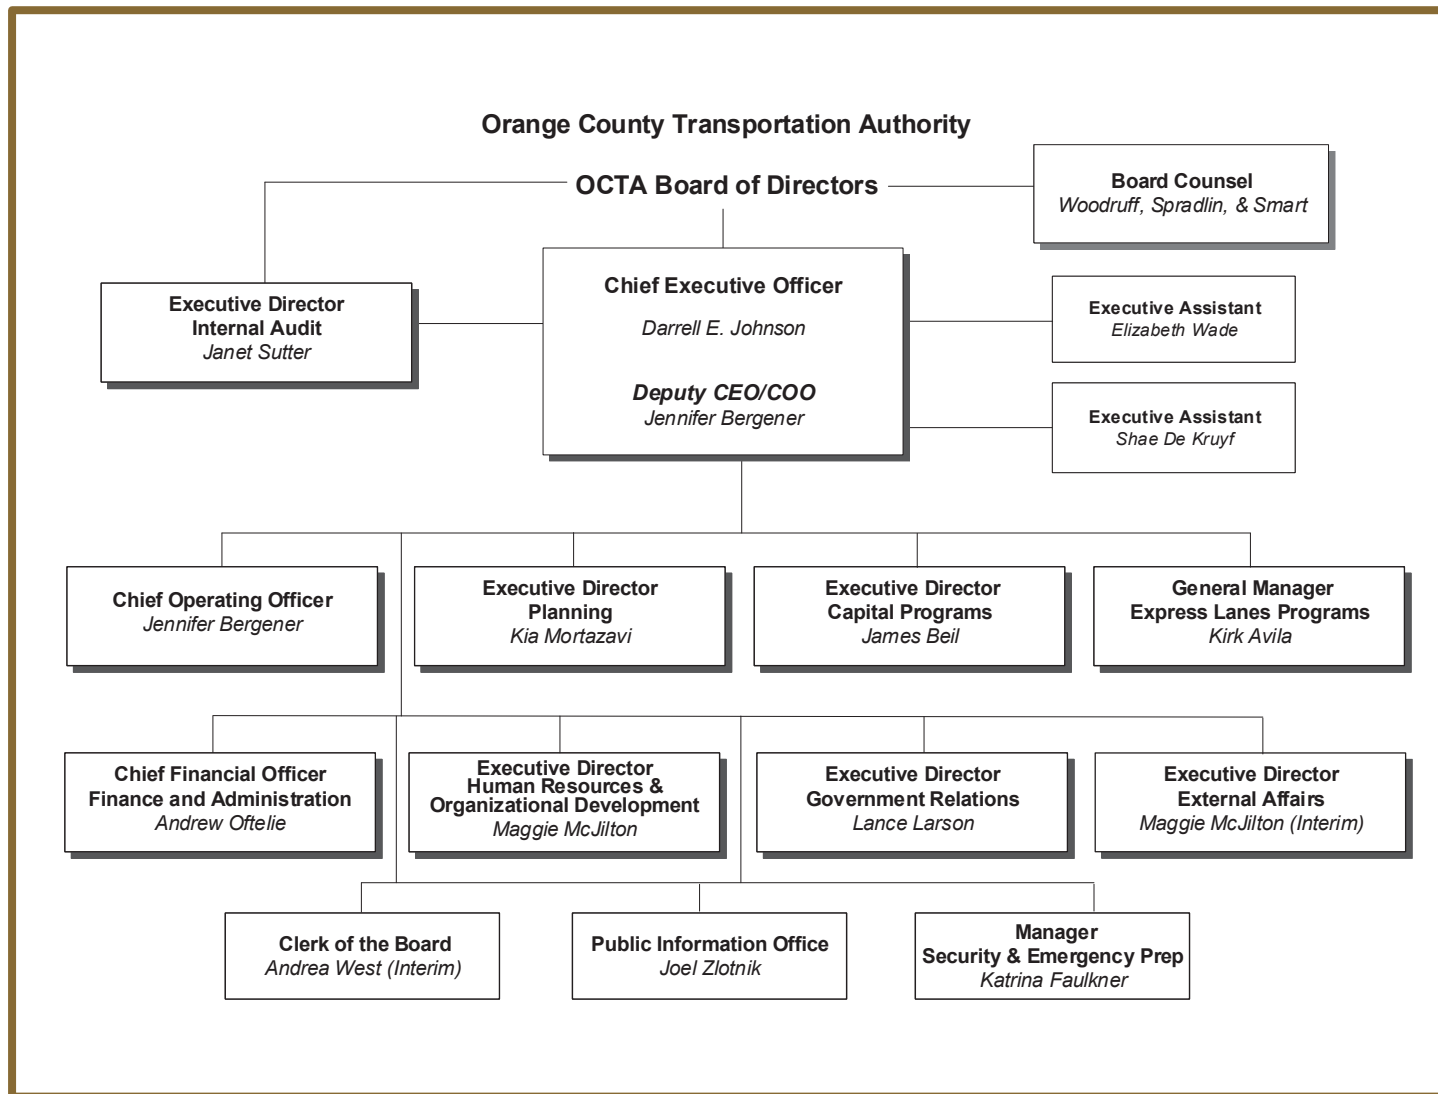 Orange County Transportation Authority
OCTA Board of Directors
Board Counsel
Woodruff, Spradlin, & Smart
Executive Director
Internal Audit
Janet Sutter
Chief Executive Officer
Darrell E. Johnson
Deputy CEO/COO
Jennifer Bergener
Executive Assistant
Elizabeth Wade
Executive Assistant
Shae De Kruyf
Chief Operating Officer
Jennifer Bergener
Executive Director
Planning
Kia Mortazavi
Executive Director
Capital Programs
James Beil
General Manager
Express Lanes Programs
Kirk Avila
Chief Financial Officer
Finance and Administration
Andrew Oftelie
Executive Director
Human Resources &
Organizational Development
Maggie McJilton
Executive Director
Government Relations
Lance Larson
Executive Director
External Affairs
Maggie McJilton (Interim)
Clerk of the Board
Andrea West (Interim)
Public Information Office
Joel Zlotnik
Manager
Security & Emergency Prep
Katrina Faulkner